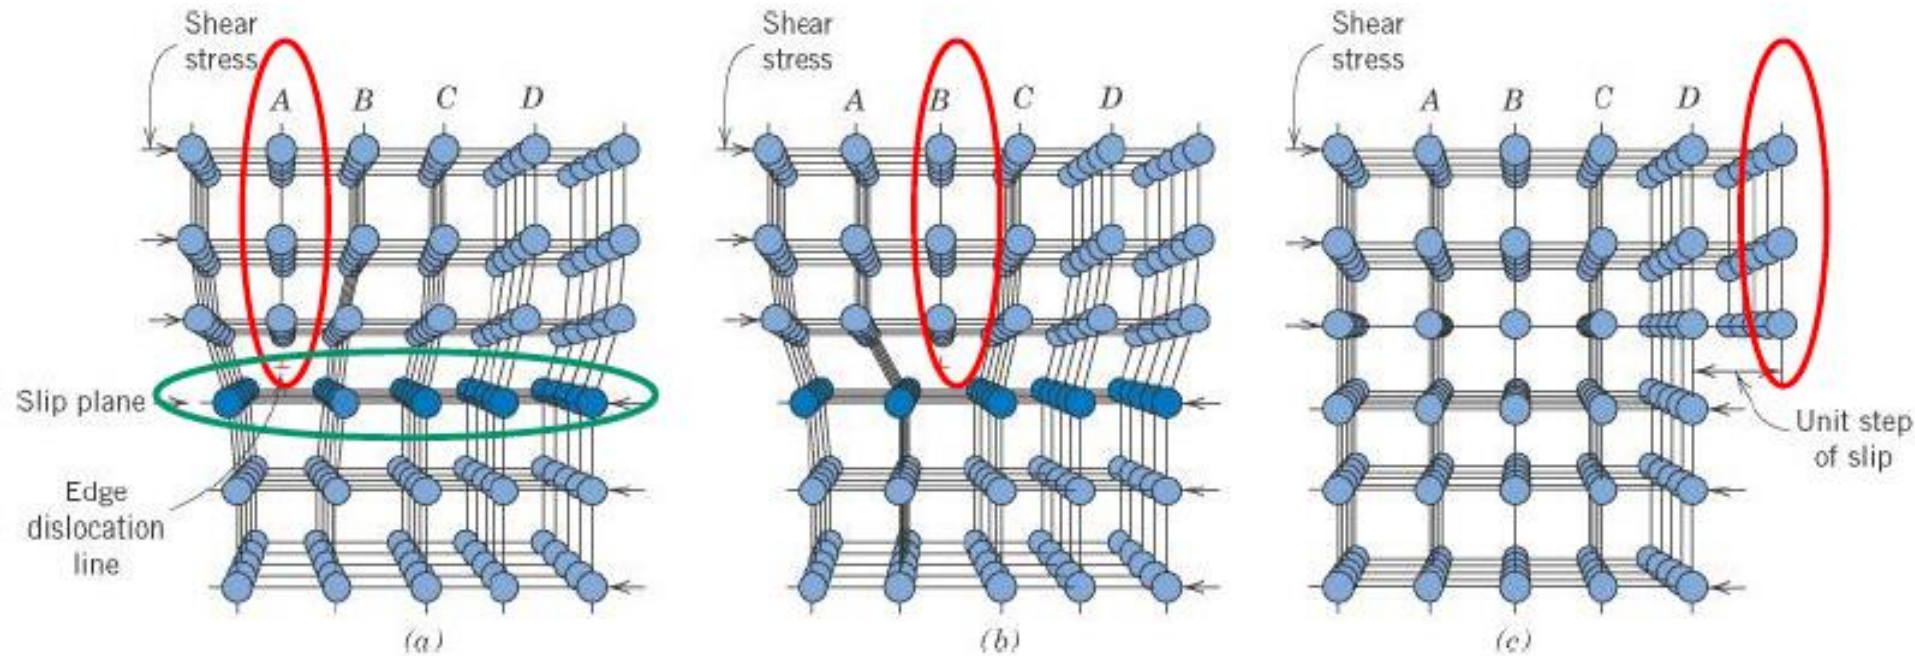 Shear
stress
A B C D
Slip plane
Edge
dislocation
line
(a)
Shear
stress
A B C D
(b)
Shear
stress
A B C D
Unit step
of slip
(c)